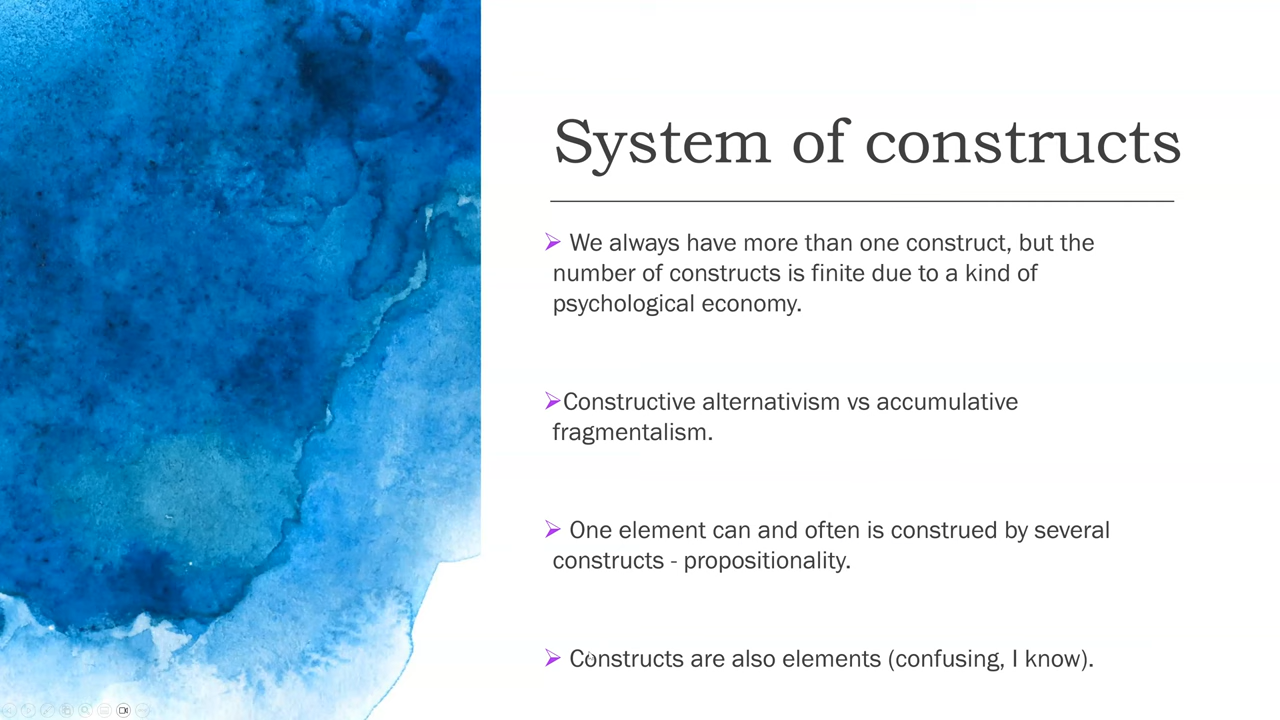 System of constructs
We always have more than one construct, but the
number of constructs is finite due to a kind of
psychological economy.
Constructive alternativism vs accumulative
fragmentalism.
One element can and often is construed by several
constructs - propositionality.
Constructs are also elements (confusing, I know).